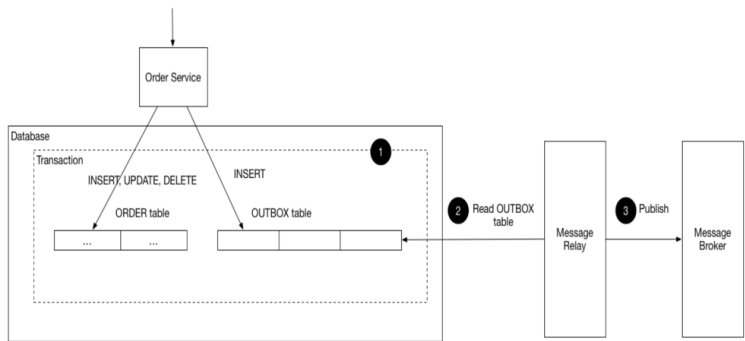 Order Service
Database
Transaction
1
INSERT, UPDATE, DELETE
INSERT
ORDER table
OUTBOX table
...
...
2
Read OUTBOX
table
Message
Relay
3
Publish
Message
Broker